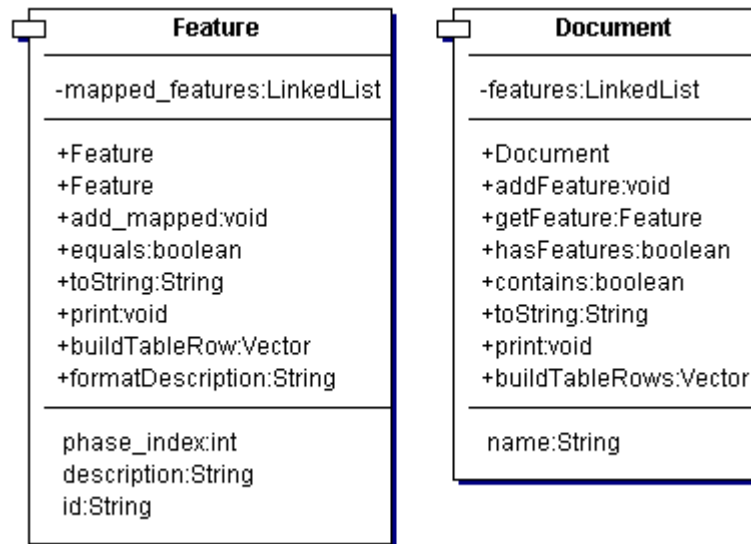 Feature
-mapped_features:LinkedList
+Feature
+Feature
+add_mapped:void
+equals:boolean
+toString:String
+print:void
+buildTableRow:Vector
+formatDescription:String
phase_index:int
description:String
id:String
Document
-features:LinkedList
+Document
+addFeature:void
+getFeature:Feature
+hasFeatures:boolean
+contains:boolean
+toString:String
+print:void
+buildTableRows:Vector
name:String